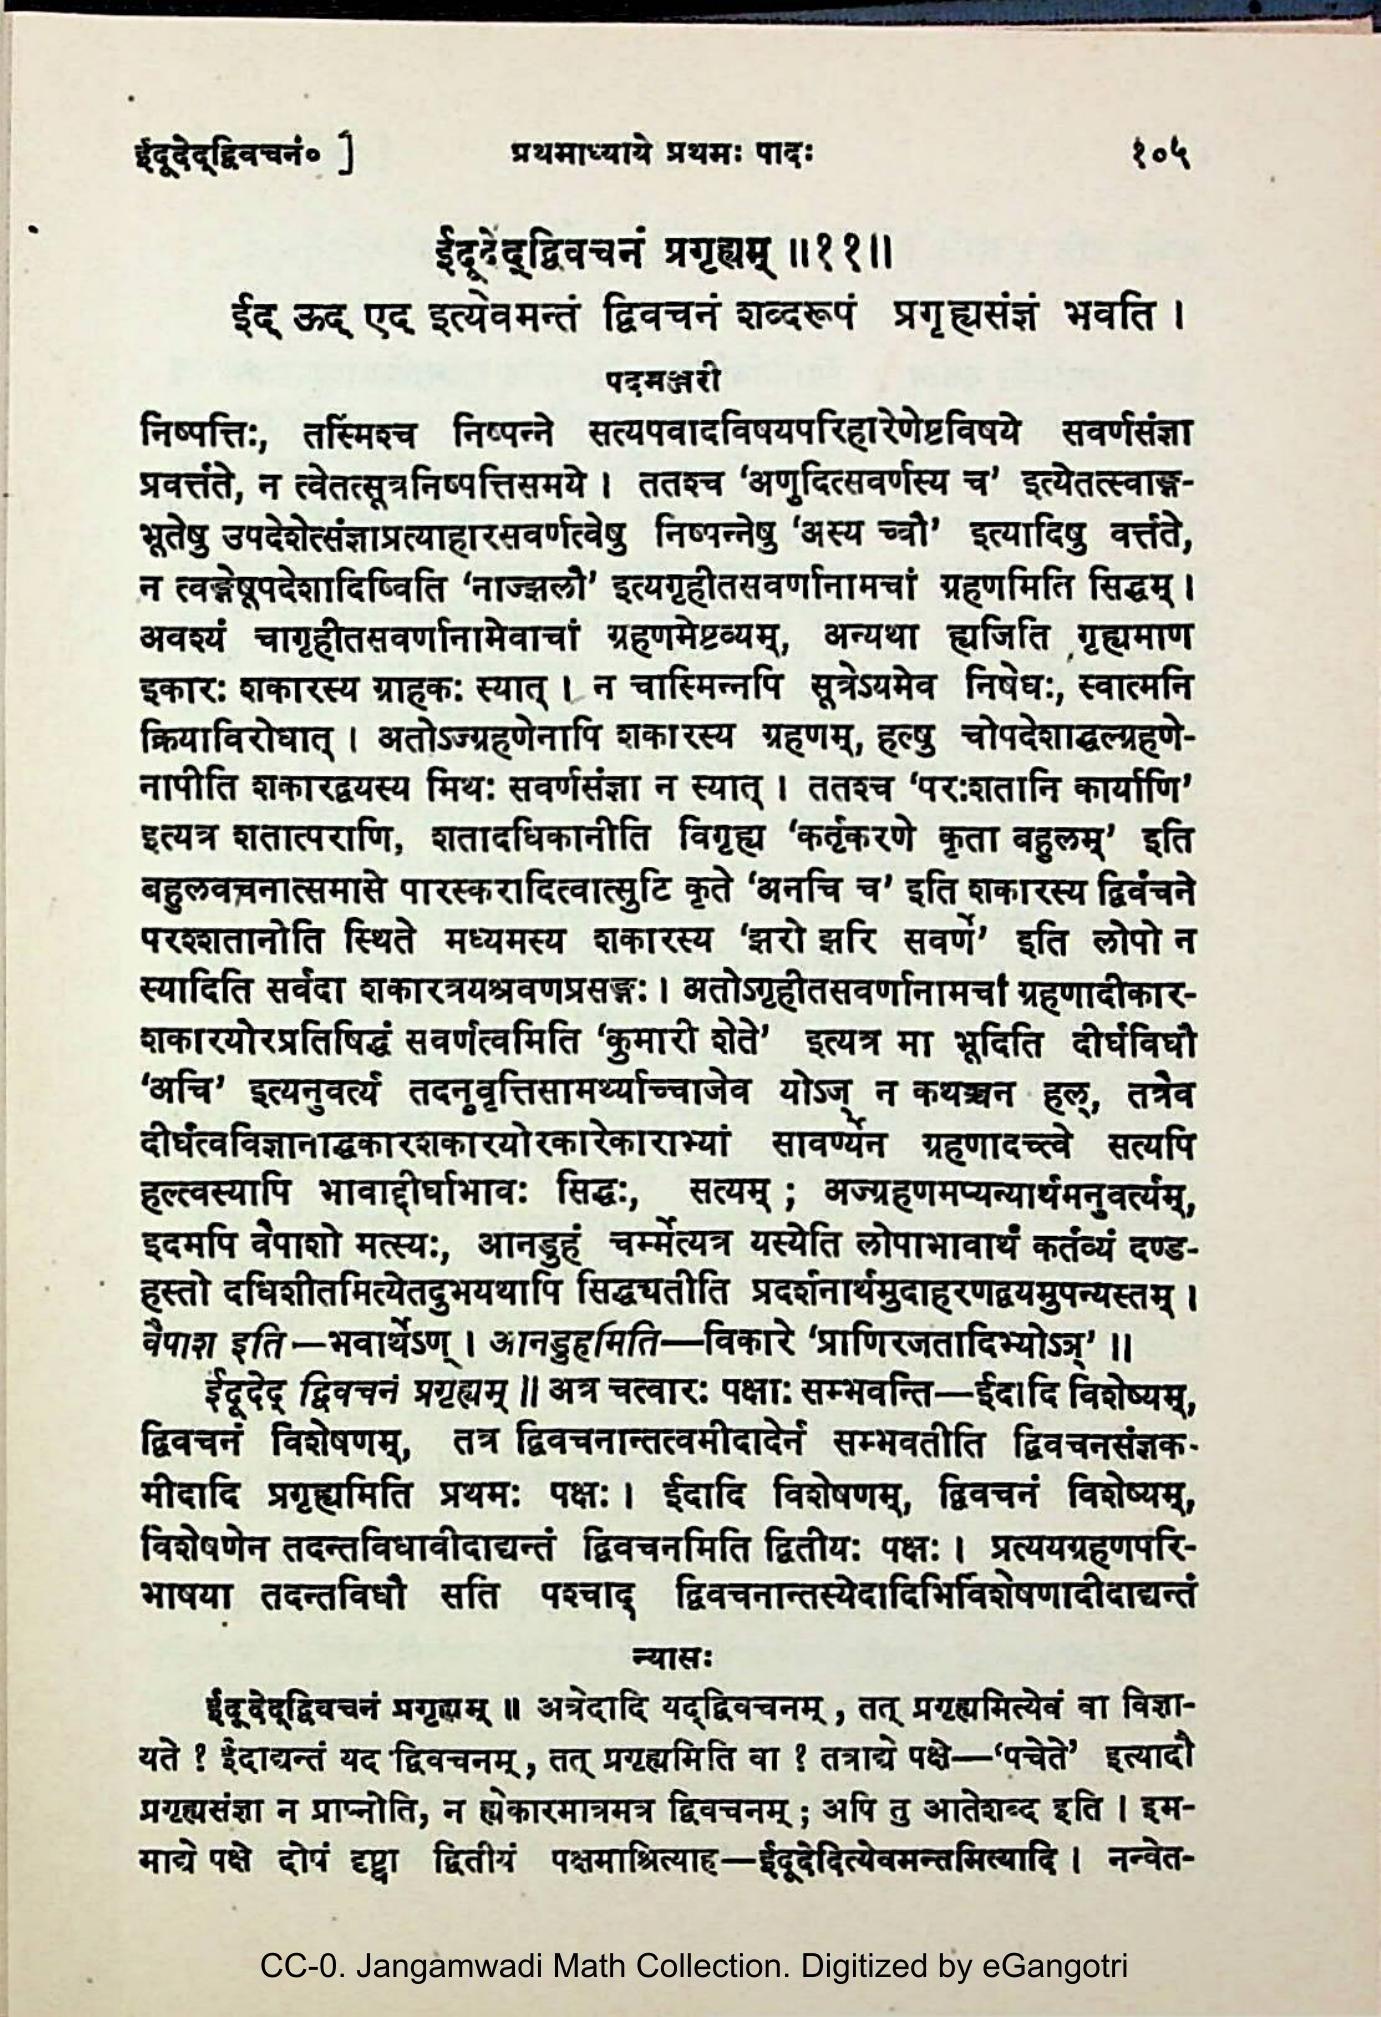 ईदूदेद्द्विवचनं० ]
प्रथमाध्याये प्रथमः पादः
१०५
ईदूदेद्द्विवचनं प्रगृह्यम् ॥११॥
ईद् ऊद् एद इत्येवमन्तं द्विवचनं शब्दरूपं प्रगृह्यसंज्ञं भवति ।
पदमञ्जरी
निष्पत्तिः, तस्मिंश्च निष्पन्ने सत्यपवादविषयपरिहारेणेष्टविषये सवर्णसंज्ञा
प्रवर्त्तते, न त्वेतत्सूत्रनिष्पत्तिसमये । ततश्च ‘अणुदित्सवर्णस्य च’ इत्येतत्स्वाङ्ग-
भूतेषु उपदेशेत्संज्ञाप्रत्याहारसवर्णत्वेषु निष्पन्नेषु ‘अस्य च्वौ’ इत्यादिषु वर्त्तते,
न त्वङ्गेषूपदेशादिष्विति ‘नाज्झलौ’ इत्यगृहीतसवर्णानामचां ग्रहणमिति सिद्धम् ।
अवश्यं चागृहीतसवर्णानामेवाचां ग्रहणमेष्टव्यम्, अन्यथा ह्यजिति गृह्यमाण
इकारः शकारस्य ग्राहकः स्यात् । न चास्मिन्नपि सूत्रेऽयमेव निषेधः, स्वात्मनि
क्रियाविरोधात् । अतोऽज्ग्रहणेनापि शकारस्य ग्रहणम्, हल्षु चोपदेशाद्धल्ग्रहणे-
नापीति शकारद्वयस्य मिथः सवर्णसंज्ञा न स्यात् । ततश्च ‘परःशतानि कार्याणि’
इत्यत्र शतात्पराणि, शतादधिकानीति विगृह्य ‘कर्तृकरणे कृता बहुलम्’ इति
बहुलवचनात्समासे पारस्करादित्वात्सुटि कृते ‘अनचि च’ इति शकारस्य द्विर्वचने
परश्शतानोति स्थिते मध्यमस्य शकारस्य ‘झरो झरि सवर्णे’ इति लोपो न
स्यादिति सर्वदा शकारत्रयश्रवणप्रसङ्गः । अतोऽगृहीतसवर्णानामचां ग्रहणादीकार-
शकारयोरप्रतिषिद्धं सवर्णत्वमिति ‘कुमारी शेते’ इत्यत्र मा भूदिति दीर्घविधौ
‘अचि’ इत्यनुवर्त्यं तदनुवृत्तिसामर्थ्याच्चाजेव योऽज् न कथञ्चन हल्, तत्रैव
दीर्घत्वविज्ञानाद्धकारशकारयोरकारेकाराभ्यां सावर्ण्येन ग्रहणादच्त्वे सत्यपि
हल्त्वस्यापि भावाद्दीर्घाभावः सिद्धः, सत्यम् ; अज्ग्रहणमप्यन्यार्थमनुवर्त्यम्,
इदमपि वैपाशो मत्स्यः, आनडुहं चर्म्मेत्यत्र यस्येति लोपाभावार्थं कर्तव्यं दण्ड-
हस्तो दधिशीतमित्येतदुभयथापि सिद्ध्यतीति प्रदर्शनार्थमुदाहरणद्वयमुपन्यस्तम् ।
वैपाश इति—भवार्थेऽण् । आनडुहमिति—विकारे ‘प्राणिरजतादिभ्योऽञ्’ ॥
ईदूदेद् द्विवचनं प्रगृह्यम् ॥ अत्र चत्वारः पक्षाः सम्भवन्ति—ईदादि विशेष्यम्,
द्विवचनं विशेषणम्, तत्र द्विवचनान्तत्वमीदादेर्न सम्भवतीति द्विवचनसंज्ञक-
मीदादि प्रगृह्यमिति प्रथमः पक्षः । ईदादि विशेषणम्, द्विवचनं विशेष्यम्,
विशेषणेन तदन्तविधावीदाद्यन्तं द्विवचनमिति द्वितीयः पक्षः । प्रत्ययग्रहणपरि-
भाषया तदन्तविधौ सति पश्चाद् द्विवचनान्तस्येदादिभिर्विशेषणादीदाद्यन्तं
न्यासः
ईदूदेद्द्विवचनं प्रगृह्यम् ॥ अत्रेदादि यद्द्विवचनम्, तत् प्रगृह्यमित्येवं वा विज्ञा-
यते ? ईदाद्यन्तं यद द्विवचनम्, तत् प्रगृह्यमिति वा ? तत्राद्ये पक्षे—‘पचेते’ इत्यादौ
प्रगृह्यसंज्ञा न प्राप्नोति, न ह्येकारमात्रमत्र द्विवचनम् ; अपि तु आतेशब्द इति । इम-
माद्ये पक्षे दोषं दृष्ट्वा द्वितीयं पक्षमाश्रित्याह—ईदूदेदित्येवमन्तमित्यादि । नन्वेत-
CC-0. Jangamwadi Math Collection. Digitized by eGangotri